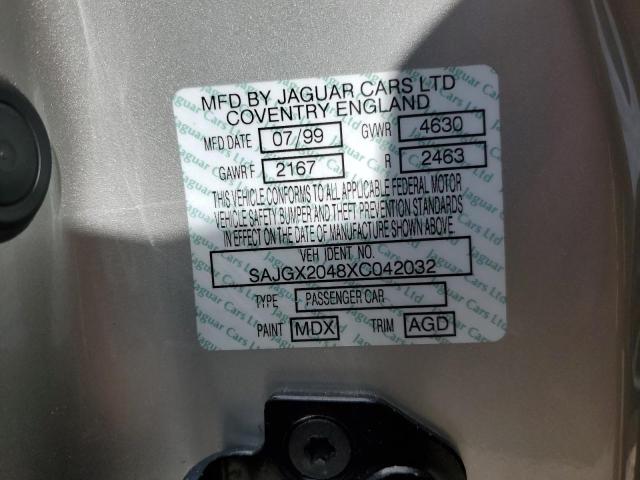 MFD BY JAGUAR CARS LTD
COVENTRY ENGLAND
MFD DATE 07/99 GVWR 4630
GAWR F 2167 R 2463
THIS VEHICLE CONFORMS TO ALL APPLICABLE FEDERAL MOTOR
VEHICLE SAFETY BUMPER AND THEFT PREVENTION STANDARDS
IN EFFECT ON THE DATE OF MANUFACTURE SHOWN ABOVE.
VEH IDENT NO.
SAJGX2048XC042032
TYPE PASSENGER CAR
PAINT MDX TRIM AGD